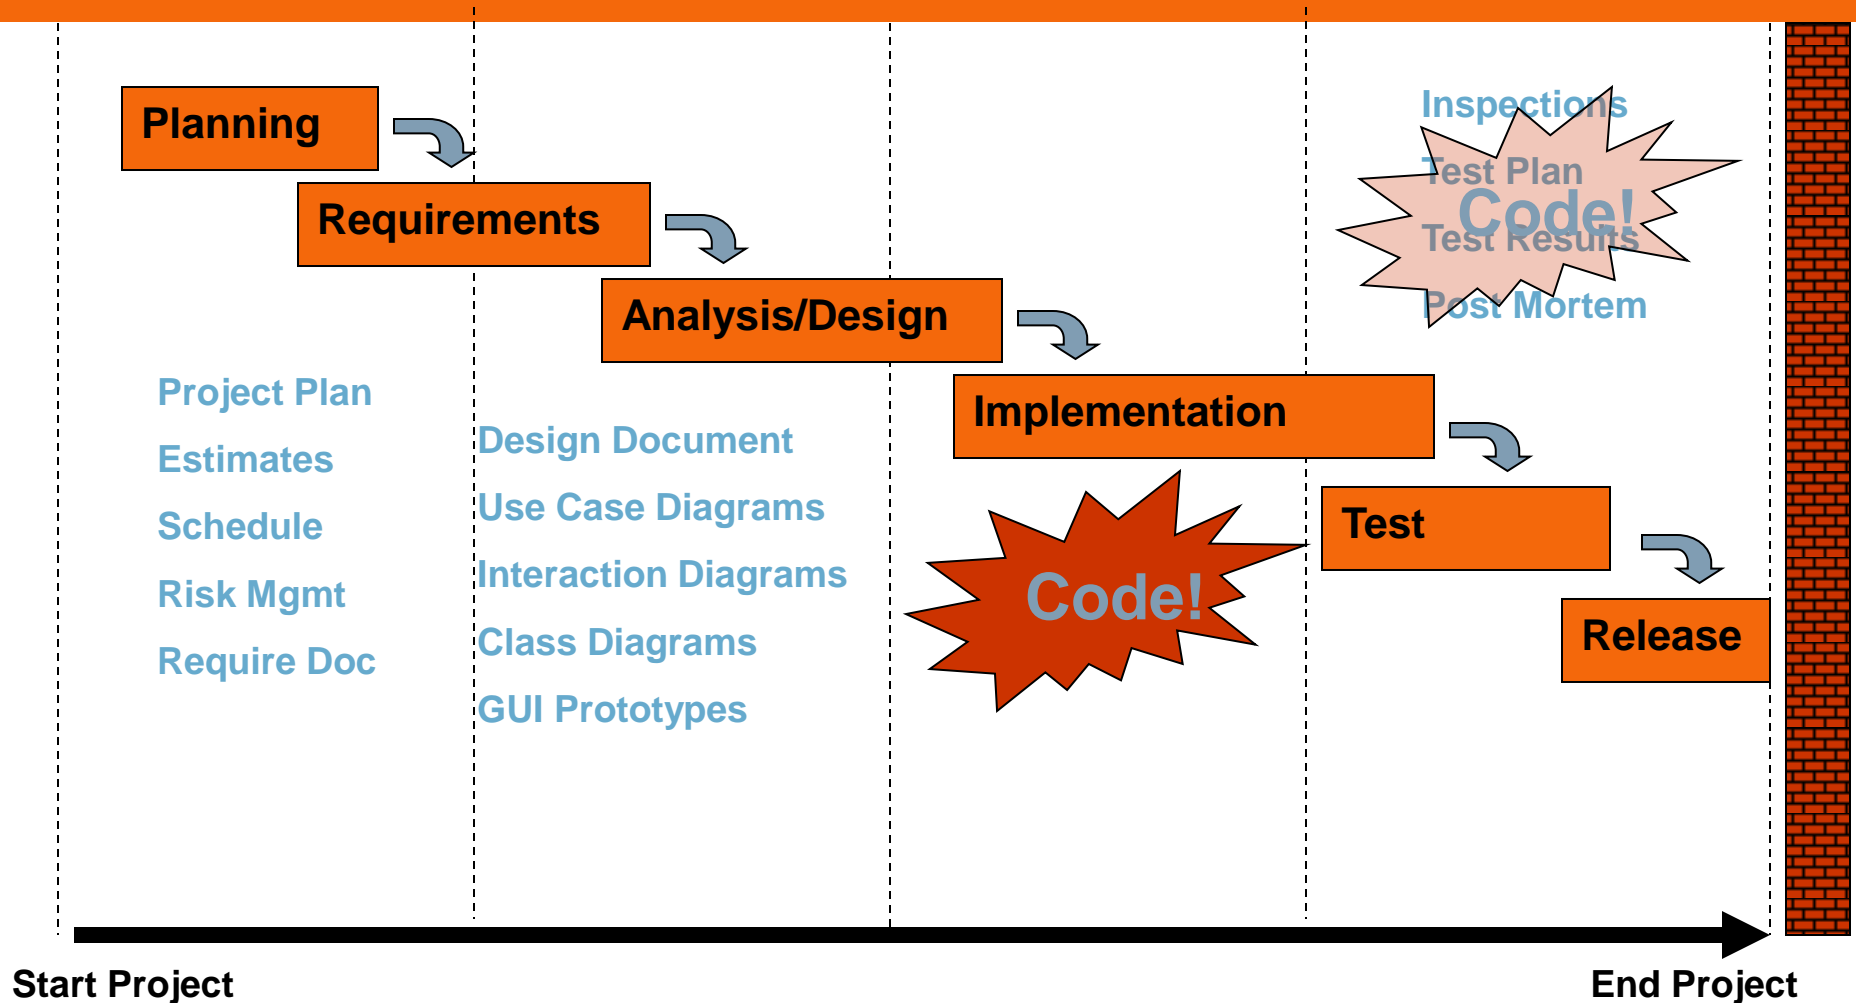 Planning
Requirements
Analysis/Design
Implementation
Test
Release
Project Plan
Estimates
Schedule
Risk Mgmt
Require Doc
Design Document
Use Case Diagrams
Interaction Diagrams
Class Diagrams
GUI Prototypes
Code!
Inspections
Test Plan
Code!
Test Results
Post Mortem
Start Project
End Project